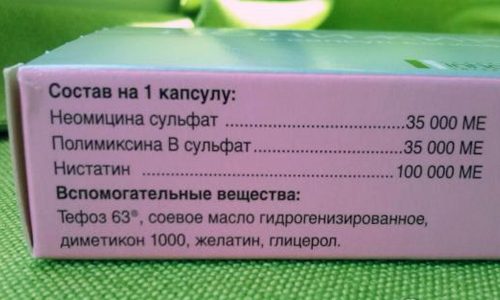 Состав на 1 капсулу:
Неомицина сульфат ..........................35 000 МЕ
Полимиксина В сульфат......................35 000 МЕ
Нистатин ..........................................100 000 МЕ
Вспомогательные вещества:
Тефоз 63®, соевое масло гидрогенизированное,
диметикон 1000, желатин, глицерол.